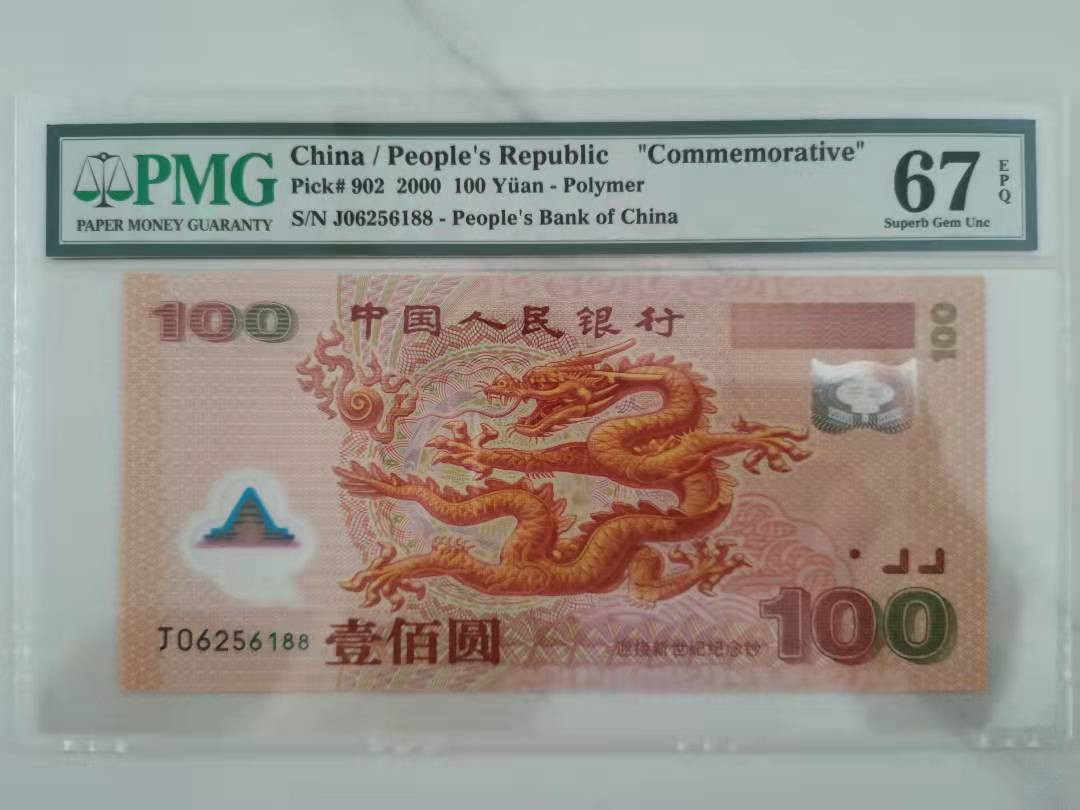 PMG
PAPER MONEY GUARANTY
China / People's Republic "Commemorative"
Pick# 902 2000 100 Yüan - Polymer
S/N J06256188 - People's Bank of China
67
EPQ
Superb Gem Unc
100
中国人民银行
100
J06256188
壹佰圆
迎接新世纪纪念钞
100